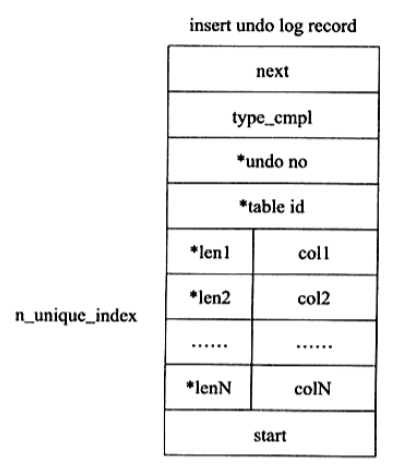 insert undo log record
next
type_cmpl
*undo no
*table id
*len1 col1
*len2 col2
n_unique_index
...... ......
*lenN colN
start